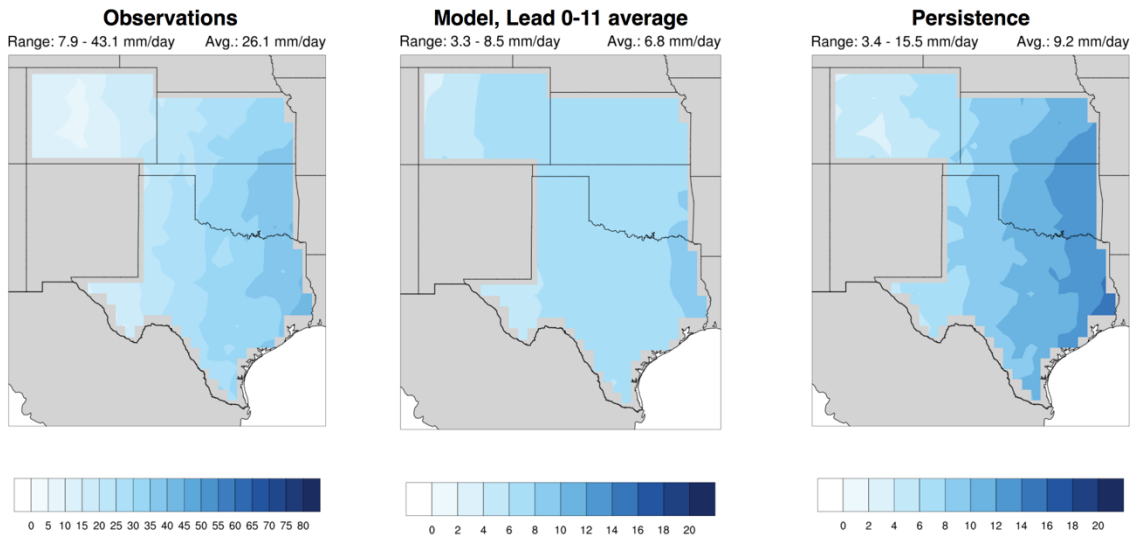 Observations
Range: 7.9 - 43.1 mm/day Avg.: 26.1 mm/day
0 5 10 15 20 25 30 35 40 45 50 55 60 65 70 75 80
Model, Lead 0-11 average
Range: 3.3 - 8.5 mm/day Avg.: 6.8 mm/day
0 2 4 6 8 10 12 14 16 18 20
Persistence
Range: 3.4 - 15.5 mm/day Avg.: 9.2 mm/day
0 2 4 6 8 10 12 14 16 18 20